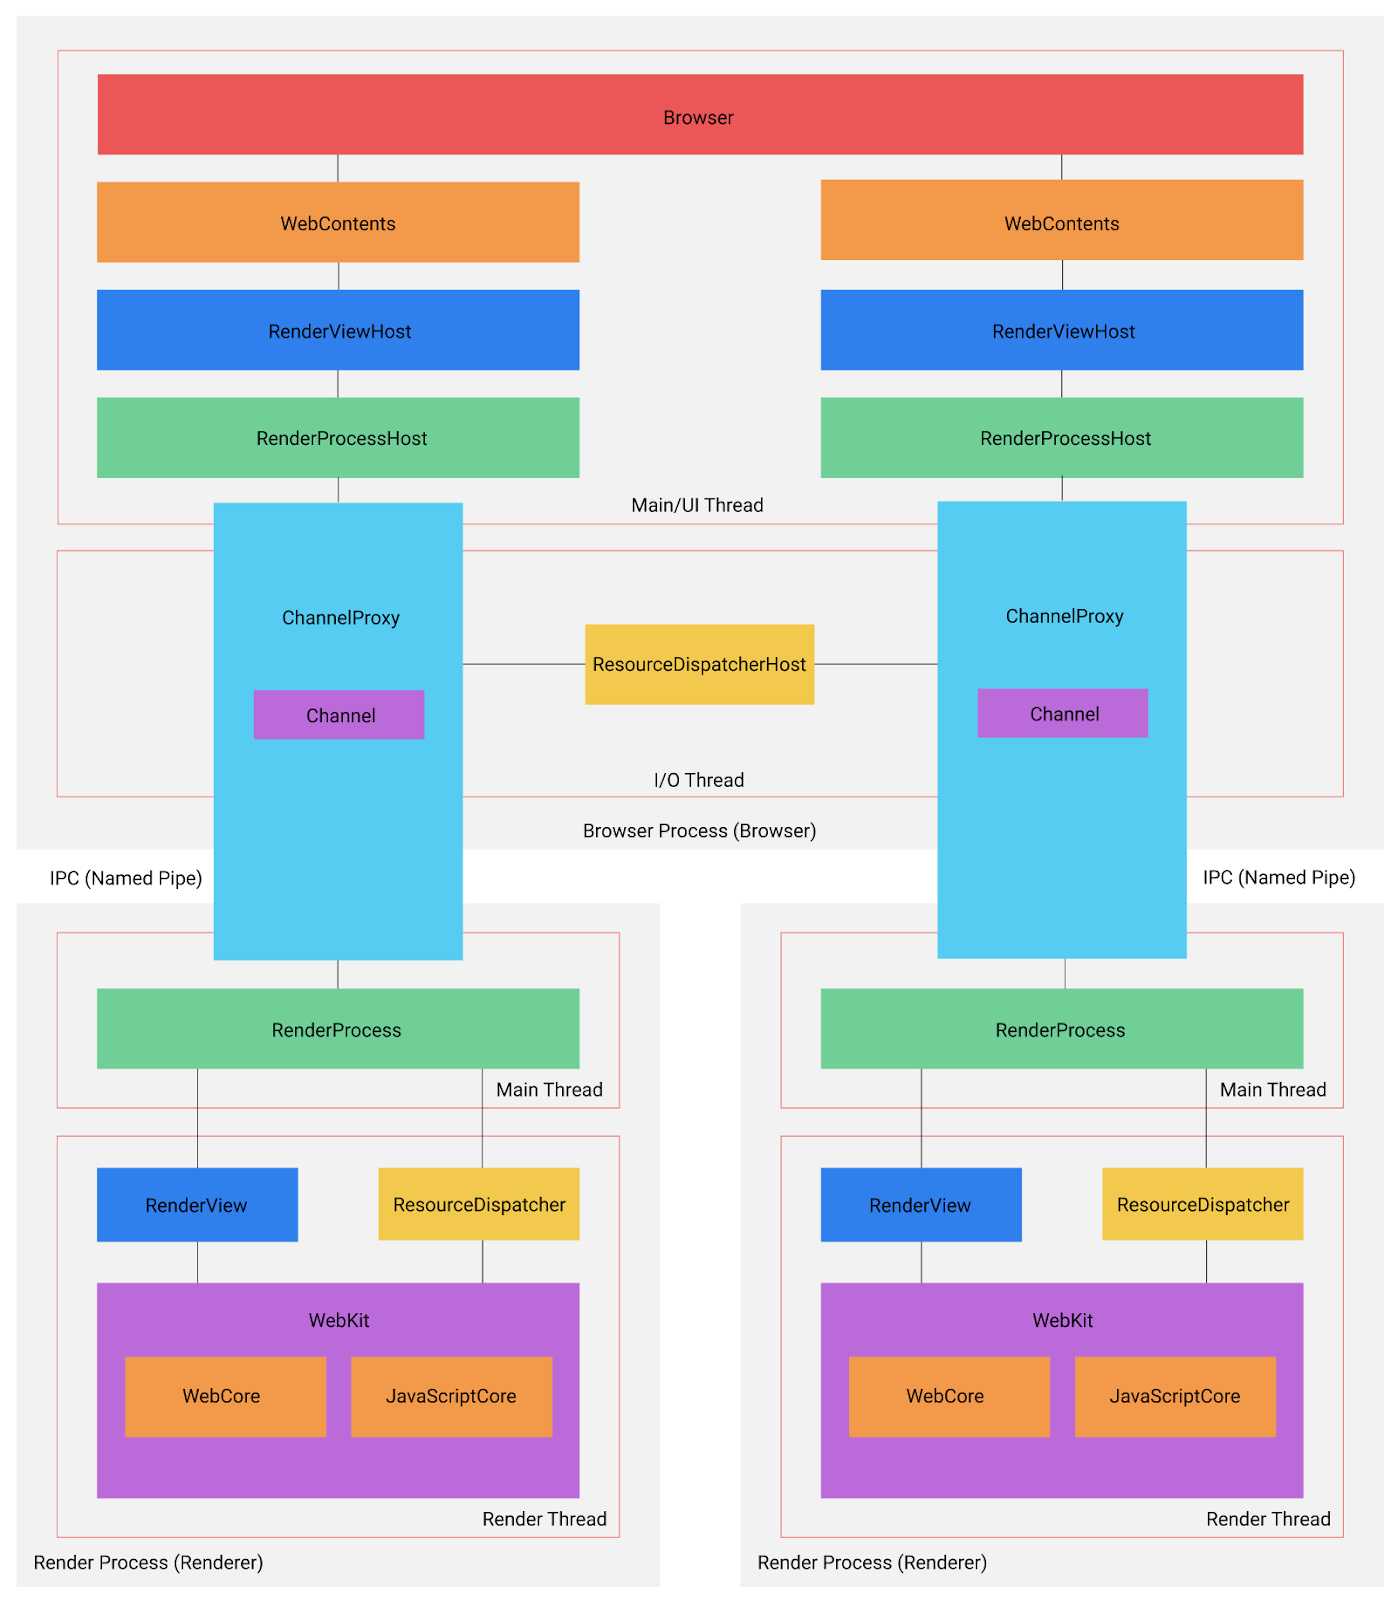 Browser
WebContents
WebContents
RenderViewHost
RenderViewHost
RenderProcessHost
RenderProcessHost
Main/UI Thread
ChannelProxy
ChannelProxy
ResourceDispatcherHost
Channel
Channel
I/O Thread
Browser Process (Browser)
IPC (Named Pipe)
IPC (Named Pipe)
RenderProcess
RenderProcess
Main Thread
Main Thread
RenderView
ResourceDispatcher
RenderView
ResourceDispatcher
WebKit
WebKit
WebCore
JavaScriptCore
WebCore
JavaScriptCore
Render Thread
Render Thread
Render Process (Renderer)
Render Process (Renderer)